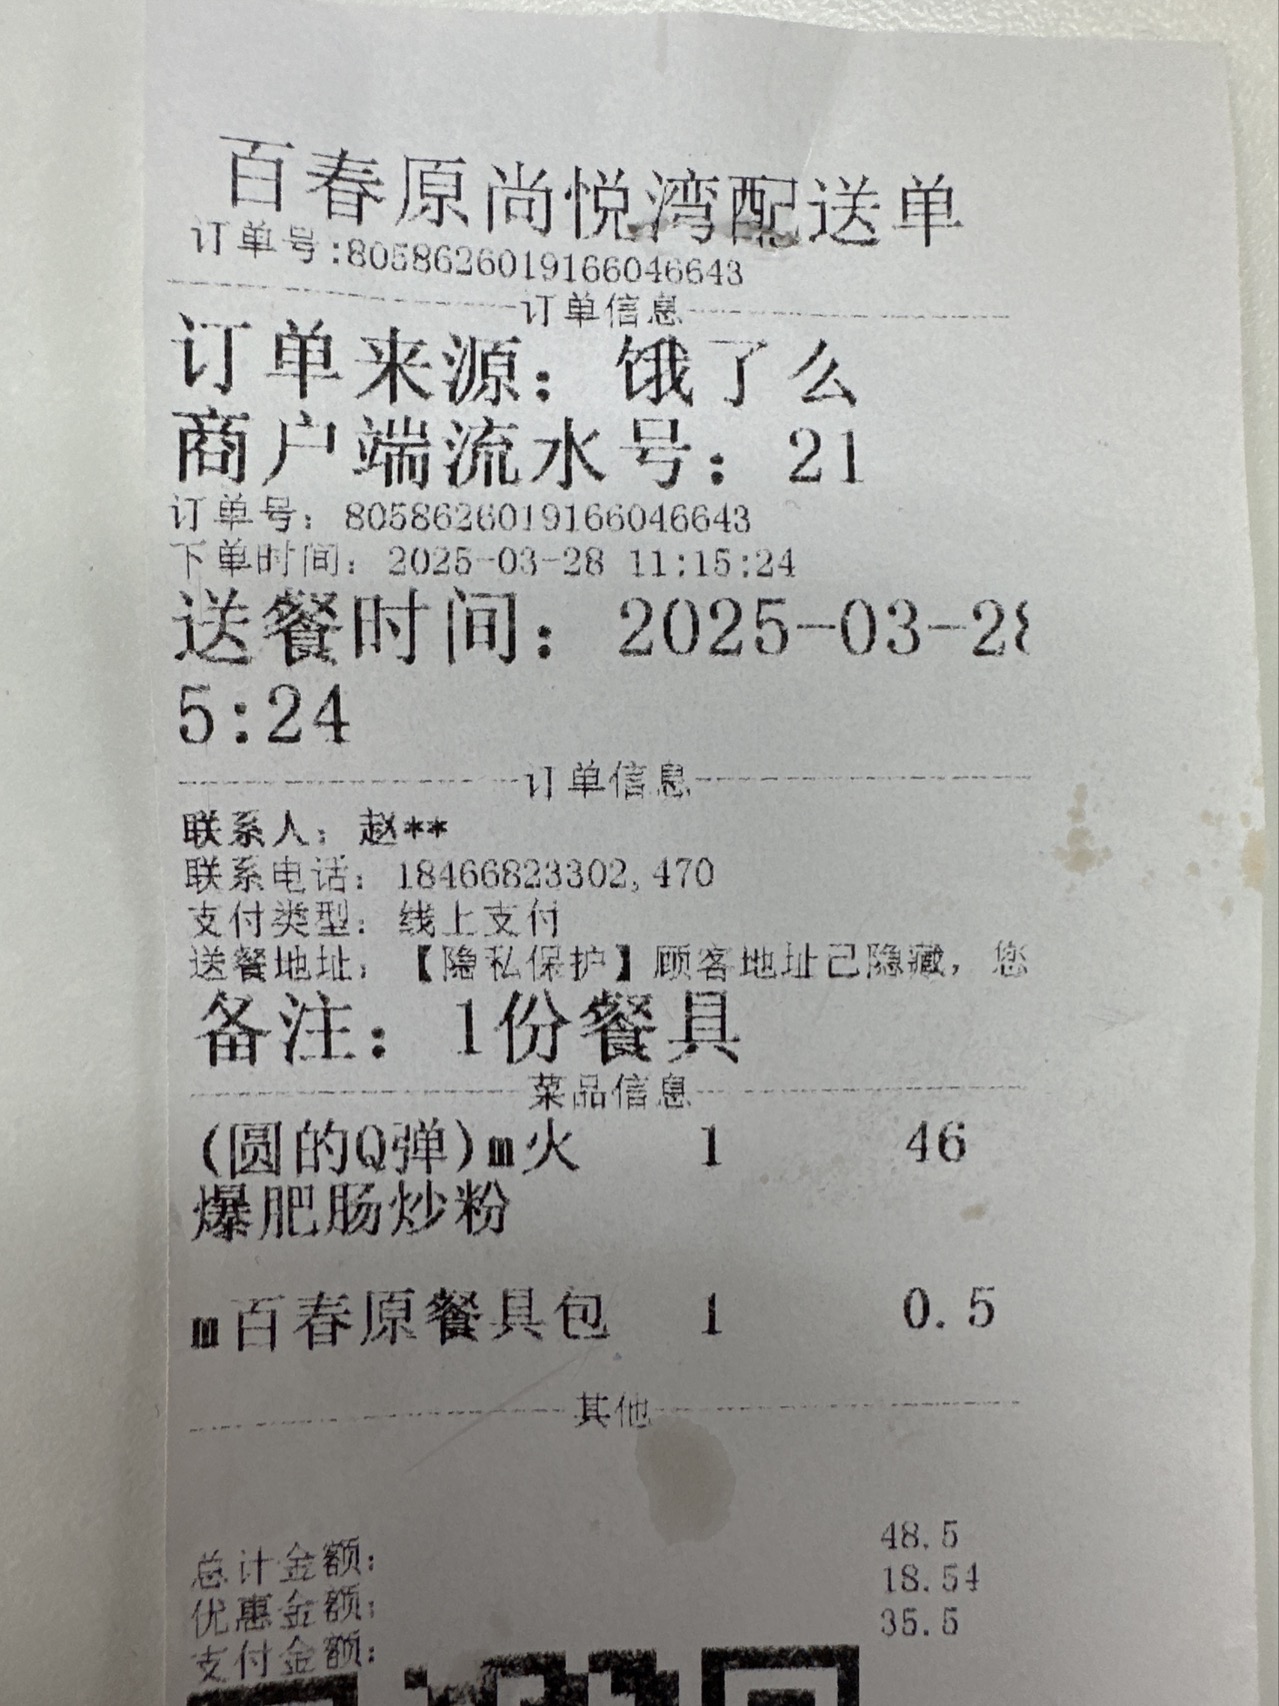 百春原尚悦湾配送单
订单号:8058626019166046643
订单信息
订单来源：饿了么
商户端流水号：21
订单号：8058626019166046643
下单时间：2025-03-28 11:15:24
送餐时间：2025-03-28
5:24
订单信息
联系人：赵**
联系电话：18466823302,470
支付类型：线上支付
送餐地址：【隐私保护】顾客地址已隐藏，您
备注：1份餐具
菜品信息
(圆的Q弹)m火 1 46
爆肥肠炒粉
m百春原餐具包 1 0.5
其他
总计金额： 48.5
优惠金额： 18.54
支付金额： 35.5